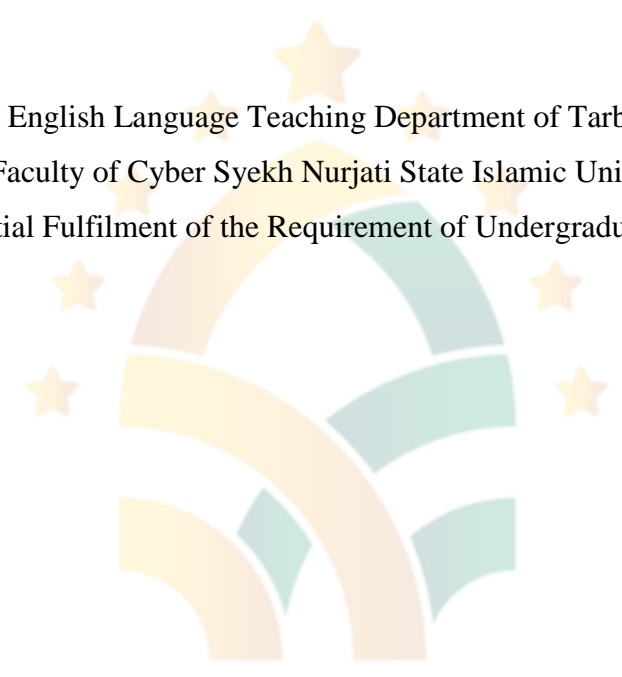 English Language Teaching Department of Tarb
Faculty of Cyber Syekh Nurjati State Islamic Uni
tial Fulfilment of the Requirement of Undergradu